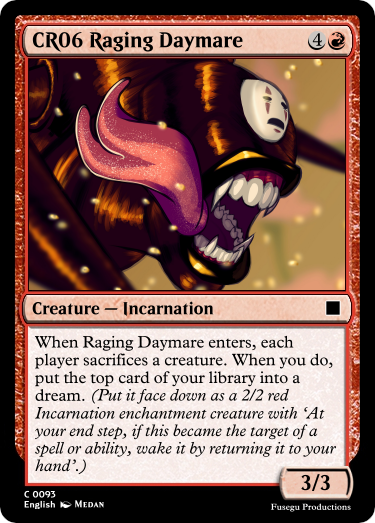 CR06 Raging Daymare 4
Creature — Incarnation
When Raging Daymare enters, each
player sacrifices a creature. When you do,
put the top card of your library into a
dream. (Put it face down as a 2/2 red
Incarnation enchantment creature with ‘At
your end step, if this became the target of a
spell or ability, wake it by returning it to your
hand’.)
3/3
C 0093
English MEDAN
Fusegu Productions